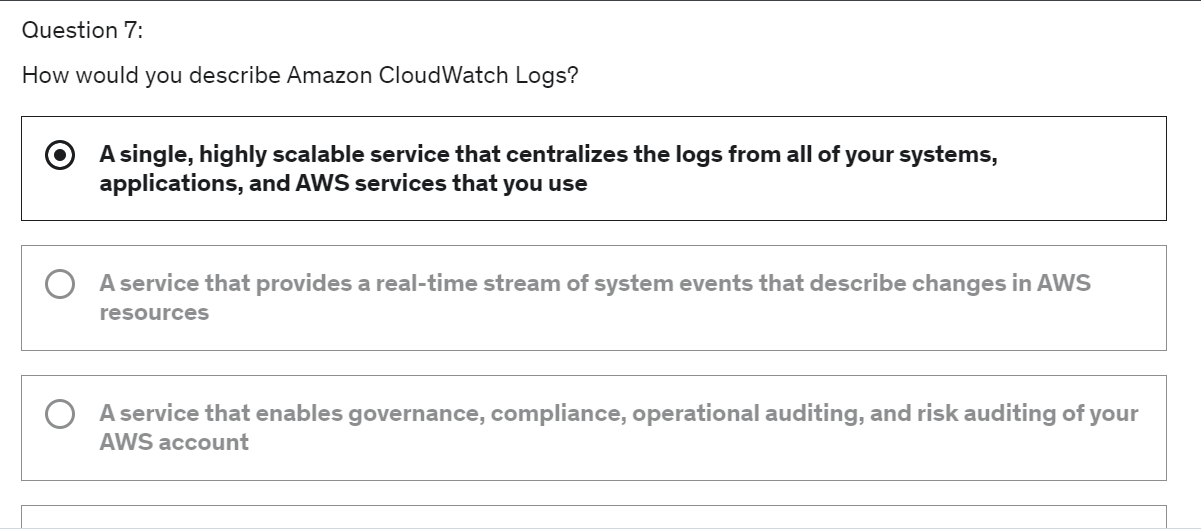 Question 7:
How would you describe Amazon CloudWatch Logs?
A single, highly scalable service that centralizes the logs from all of your systems,
applications, and AWS services that you use
A service that provides a real-time stream of system events that describe changes in AWS
resources
A service that enables governance, compliance, operational auditing, and risk auditing of your
AWS account